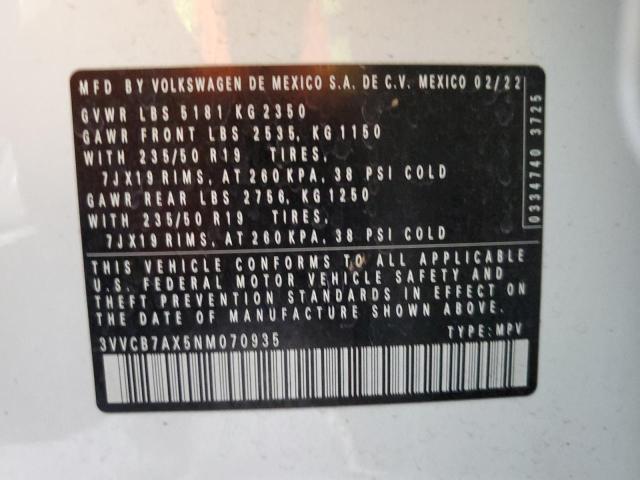 MFD BY VOLKSWAGEN DE MEXICO S.A. DE C.V. MEXICO 02/22
GVWR LBS 5181 KG 2350
GAWR FRONT LBS 2535, KG 1150
WITH 235/50 R19 TIRES,
7JX19 RIMS, AT 260 KPA, 38 PSI COLD
GAWR REAR LBS 2756, KG 1250
WITH 235/50 R19 TIRES,
7JX19 RIMS, AT 260 KPA, 38 PSI COLD
0334740 3725
THIS VEHICLE CONFORMS TO ALL APPLICABLE
U.S. FEDERAL MOTOR VEHICLE SAFETY AND
THEFT PREVENTION STANDARDS IN EFFECT ON
THE DATE OF MANUFACTURE SHOWN ABOVE.
3VVCB7AX5NM070935 TYPE: MPV